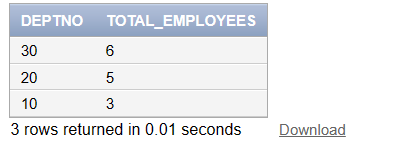 DEPTNO TOTAL_EMPLOYEES
30 6
20 5
10 3
3 rows returned in 0.01 seconds Download